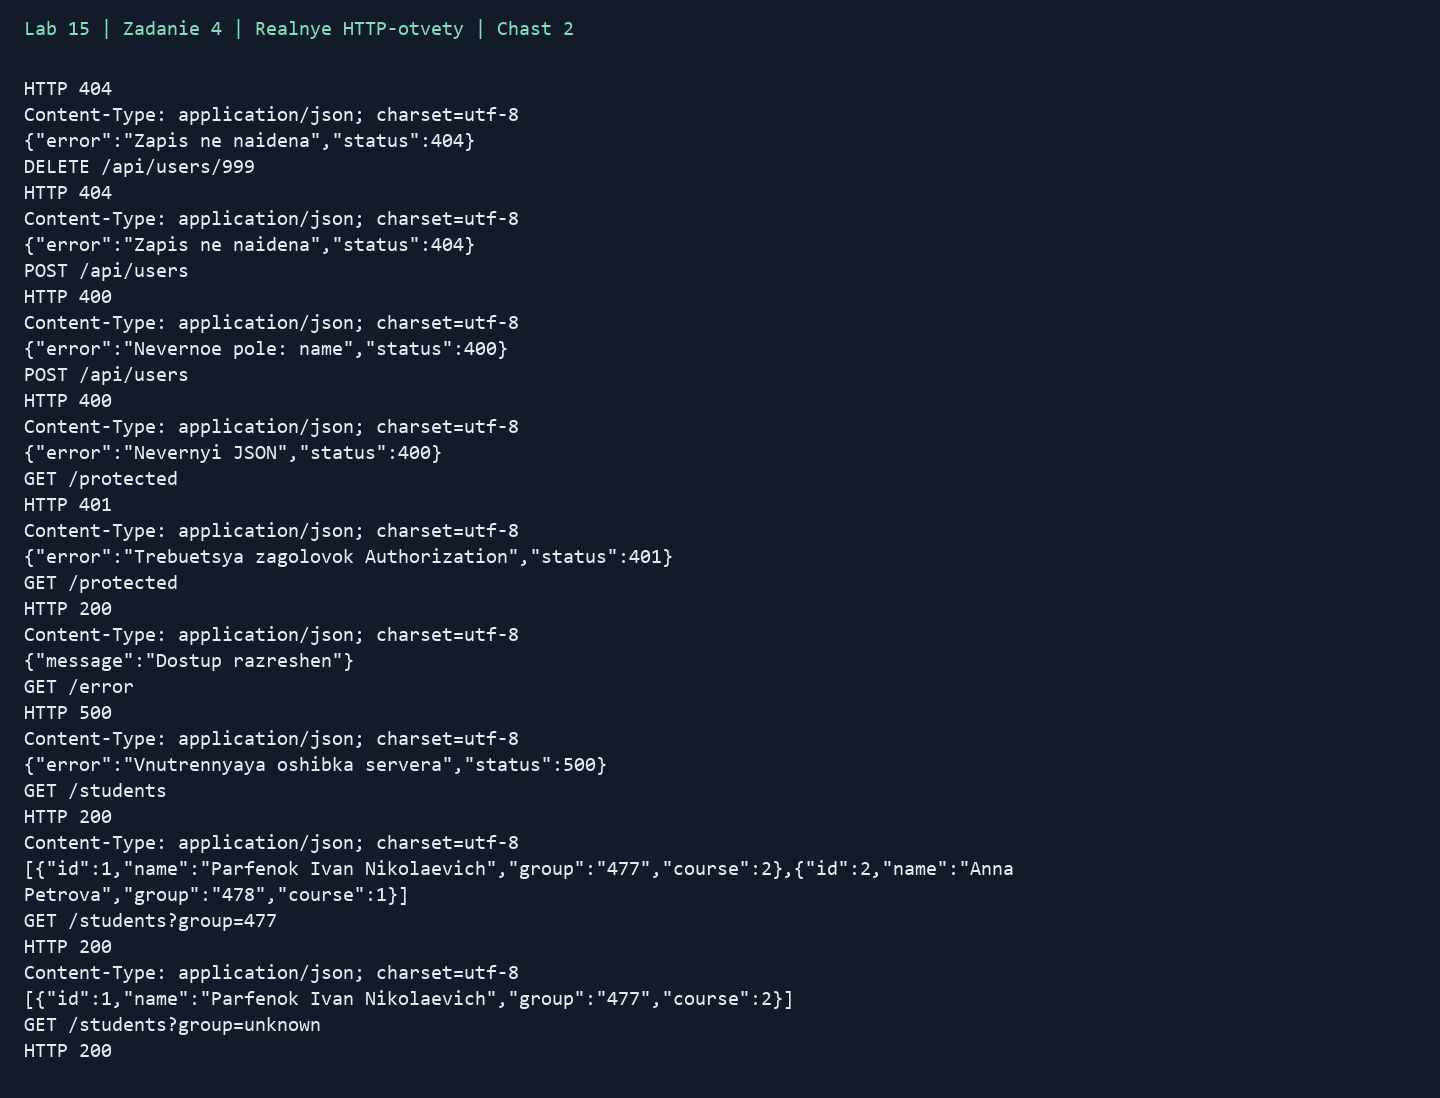 Lab 15 | Zadanie 4 | Realnye HTTP-otvety | Chast 2
HTTP 404
Content-Type: application/json; charset=utf-8
{"error":"Zapis ne naidena","status":404}
DELETE /api/users/999
HTTP 404
Content-Type: application/json; charset=utf-8
{"error":"Zapis ne naidena","status":404}
POST /api/users
HTTP 400
Content-Type: application/json; charset=utf-8
{"error":"Nevernoe pole: name","status":400}
POST /api/users
HTTP 400
Content-Type: application/json; charset=utf-8
{"error":"Nevernyi JSON","status":400}
GET /protected
HTTP 401
Content-Type: application/json; charset=utf-8
{"error":"Trebuetsya zagolovok Authorization","status":401}
GET /protected
HTTP 200
Content-Type: application/json; charset=utf-8
{"message":"Dostup razreshen"}
GET /error
HTTP 500
Content-Type: application/json; charset=utf-8
{"error":"Vnutrennyaya oshibka servera","status":500}
GET /students
HTTP 200
Content-Type: application/json; charset=utf-8
[{"id":1,"name":"Parfenok Ivan Nikolaevich","group":"477","course":2},{"id":2,"name":"Anna
Petrova","group":"478","course":1}]
GET /students?group=477
HTTP 200
Content-Type: application/json; charset=utf-8
[{"id":1,"name":"Parfenok Ivan Nikolaevich","group":"477","course":2}]
GET /students?group=unknown
HTTP 200